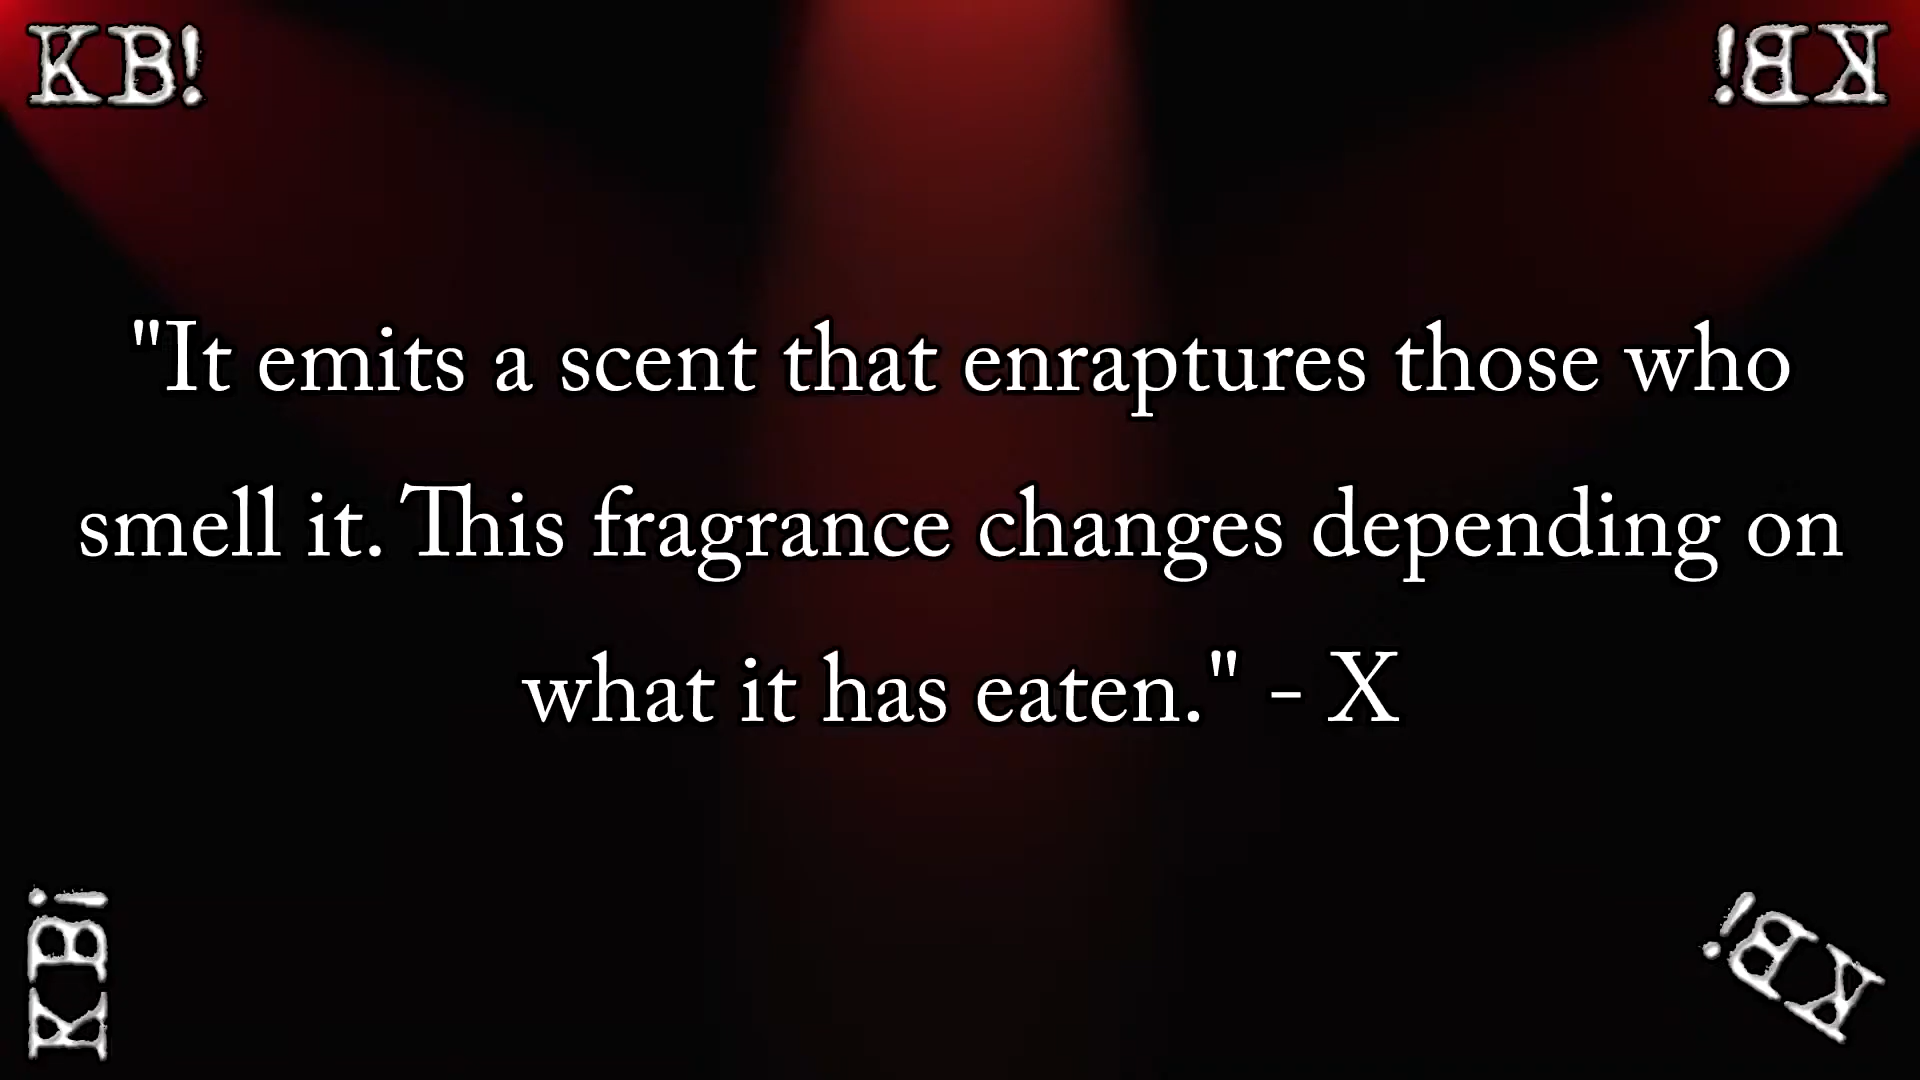 KB!
KB!
"It emits a scent that enraptures those who
smell it. This fragrance changes depending on
what it has eaten." - X
KB!
KB!